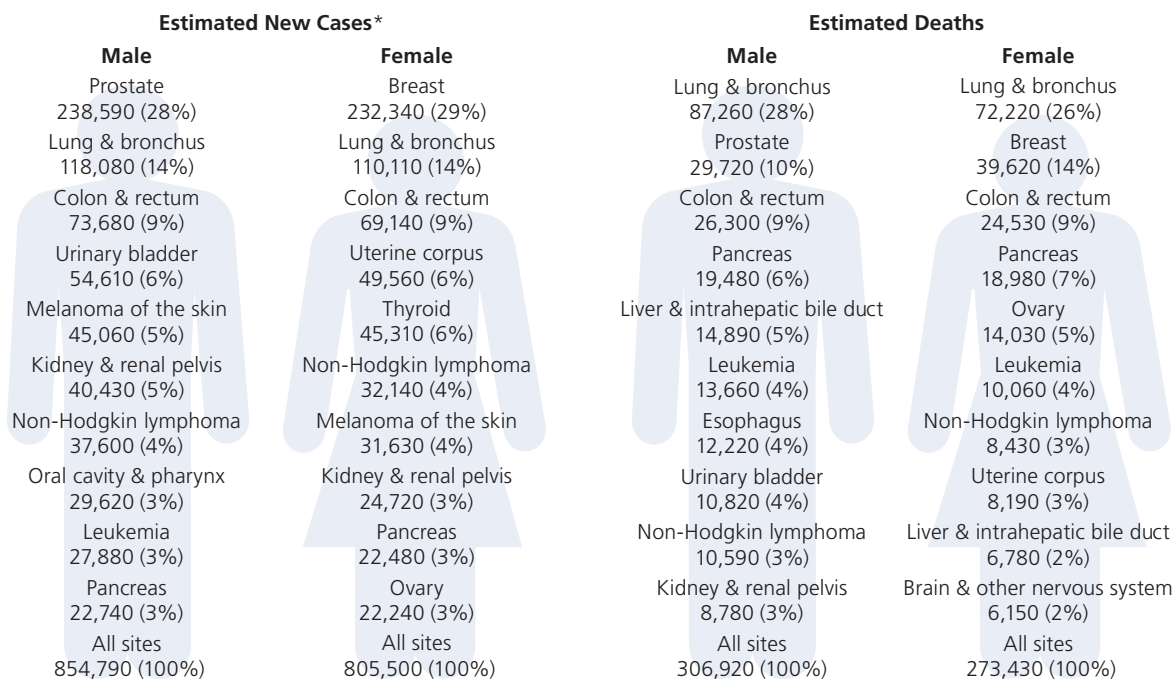 Estimated New Cases*
Male
Prostate
238,590 (28%)
Lung & bronchus
118,080 (14%)
Colon & rectum
73,680 (9%)
Urinary bladder
54,610 (6%)
Melanoma of the skin
45,060 (5%)
Kidney & renal pelvis
40,430 (5%)
Non-Hodgkin lymphoma
37,600 (4%)
Oral cavity & pharynx
29,620 (3%)
Leukemia
27,880 (3%)
Pancreas
22,740 (3%)
All sites
854,790 (100%)
Female
Breast
232,340 (29%)
Lung & bronchus
110,110 (14%)
Colon & rectum
69,140 (9%)
Uterine corpus
49,560 (6%)
Thyroid
45,310 (6%)
Non-Hodgkin lymphoma
32,140 (4%)
Melanoma of the skin
31,630 (4%)
Kidney & renal pelvis
24,720 (3%)
Pancreas
22,480 (3%)
Ovary
22,240 (3%)
All sites
805,500 (100%)
Estimated Deaths
Male
Lung & bronchus
87,260 (28%)
Prostate
29,720 (10%)
Colon & rectum
26,300 (9%)
Pancreas
19,480 (6%)
Liver & intrahepatic bile duct
14,890 (5%)
Leukemia
13,660 (4%)
Esophagus
12,220 (4%)
Urinary bladder
10,820 (4%)
Non-Hodgkin lymphoma
10,590 (3%)
Kidney & renal pelvis
8,780 (3%)
All sites
306,920 (100%)
Female
Lung & bronchus
72,220 (26%)
Breast
39,620 (14%)
Colon & rectum
24,530 (9%)
Pancreas
18,980 (7%)
Ovary
14,030 (5%)
Leukemia
10,060 (4%)
Non-Hodgkin lymphoma
8,430 (3%)
Uterine corpus
8,190 (3%)
Liver & intrahepatic bile duct
6,780 (2%)
Brain & other nervous system
6,150 (2%)
All sites
273,430 (100%)